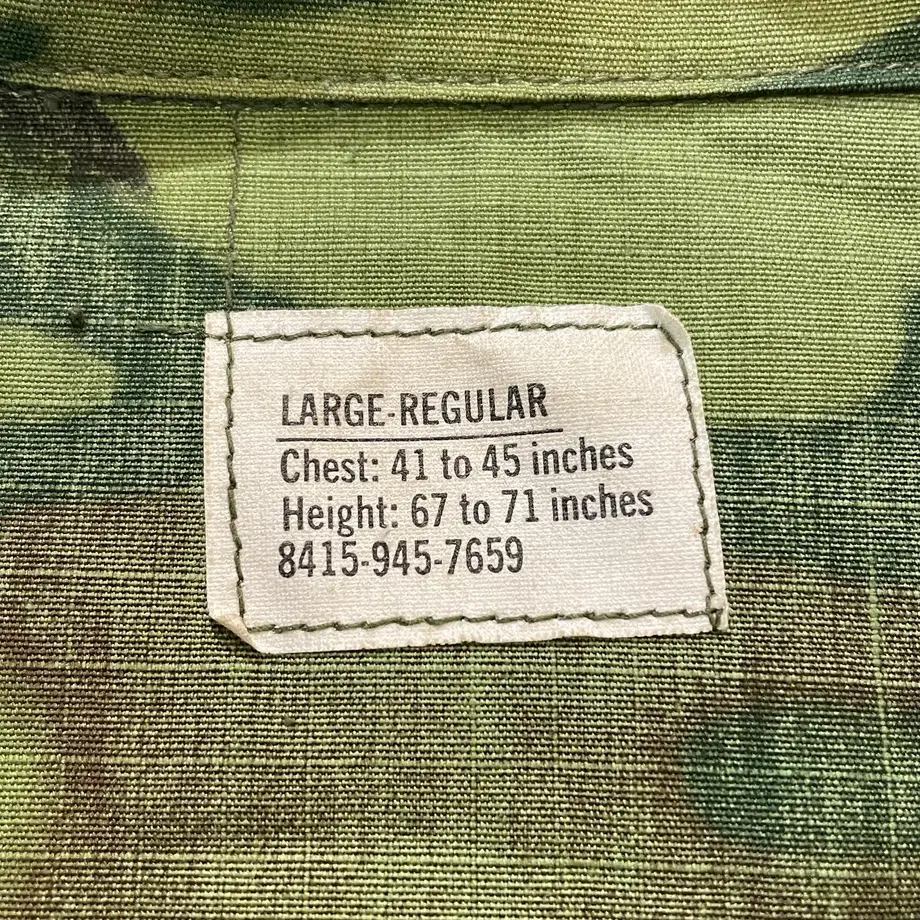 LARGE-REGULAR
Chest: 41 to 45 inches
Height: 67 to 71 inches
8415-945-7659